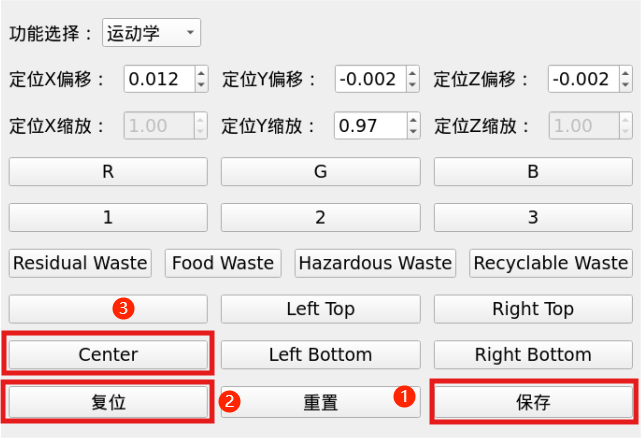 功能选择： 运动学
定位X偏移： 0.012 定位Y偏移： -0.002 定位Z偏移： -0.002
定位X缩放： 1.00 定位Y缩放： 0.97 定位Z缩放： 1.00
R G B
1 2 3
Residual Waste Food Waste Hazardous Waste Recyclable Waste
3 Left Top Right Top
Center Left Bottom Right Bottom
复位 2 重置 1 保存